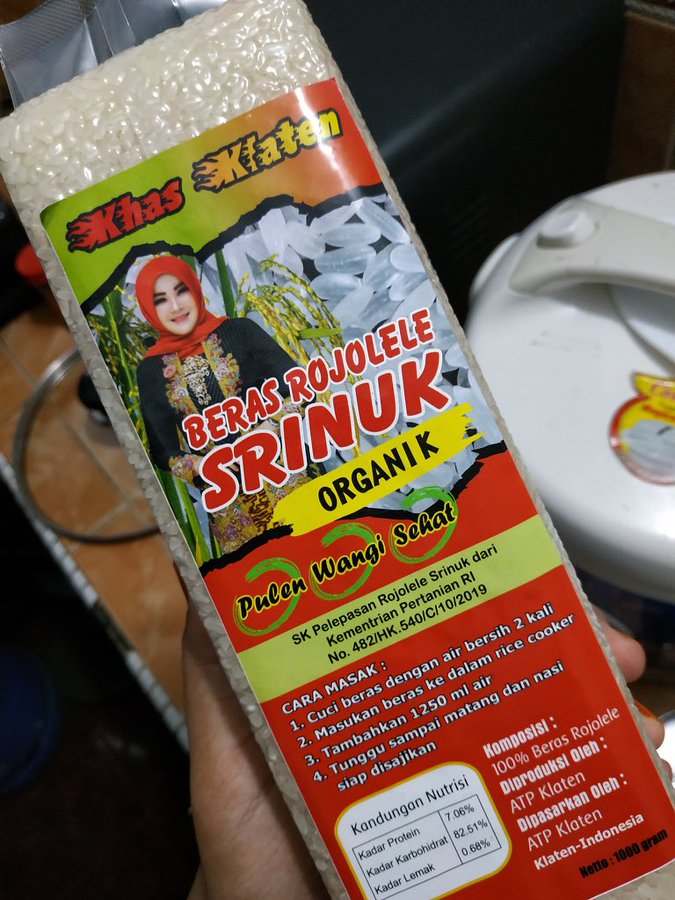 Khas Klaten
BERAS ROJOLELE
SRINUK
ORGANIK
Pulen Wangi Sehat
SK Pelepasan Rojolele Srinuk dari
Kementrian Pertanian RI
No. 482/HK.540/C/10/2019
CARA MASAK :
1. Cuci beras dengan air bersih 2 kali
2. Masukan beras ke dalam rice cooker
3. Tambahkan 1250 ml air
4. Tunggu sampai matang dan nasi
siap disajikan
Kandungan Nutrisi
Kadar Protein 7.06%
Kadar Karbohidrat 82.51%
Kadar Lemak 0.68%
Komposisi :
100% Beras Rojolele
Diproduksi Oleh :
ATP Klaten
Dipasarkan Oleh :
ATP Klaten
Klaten-Indonesia
Netto : 1000 gram